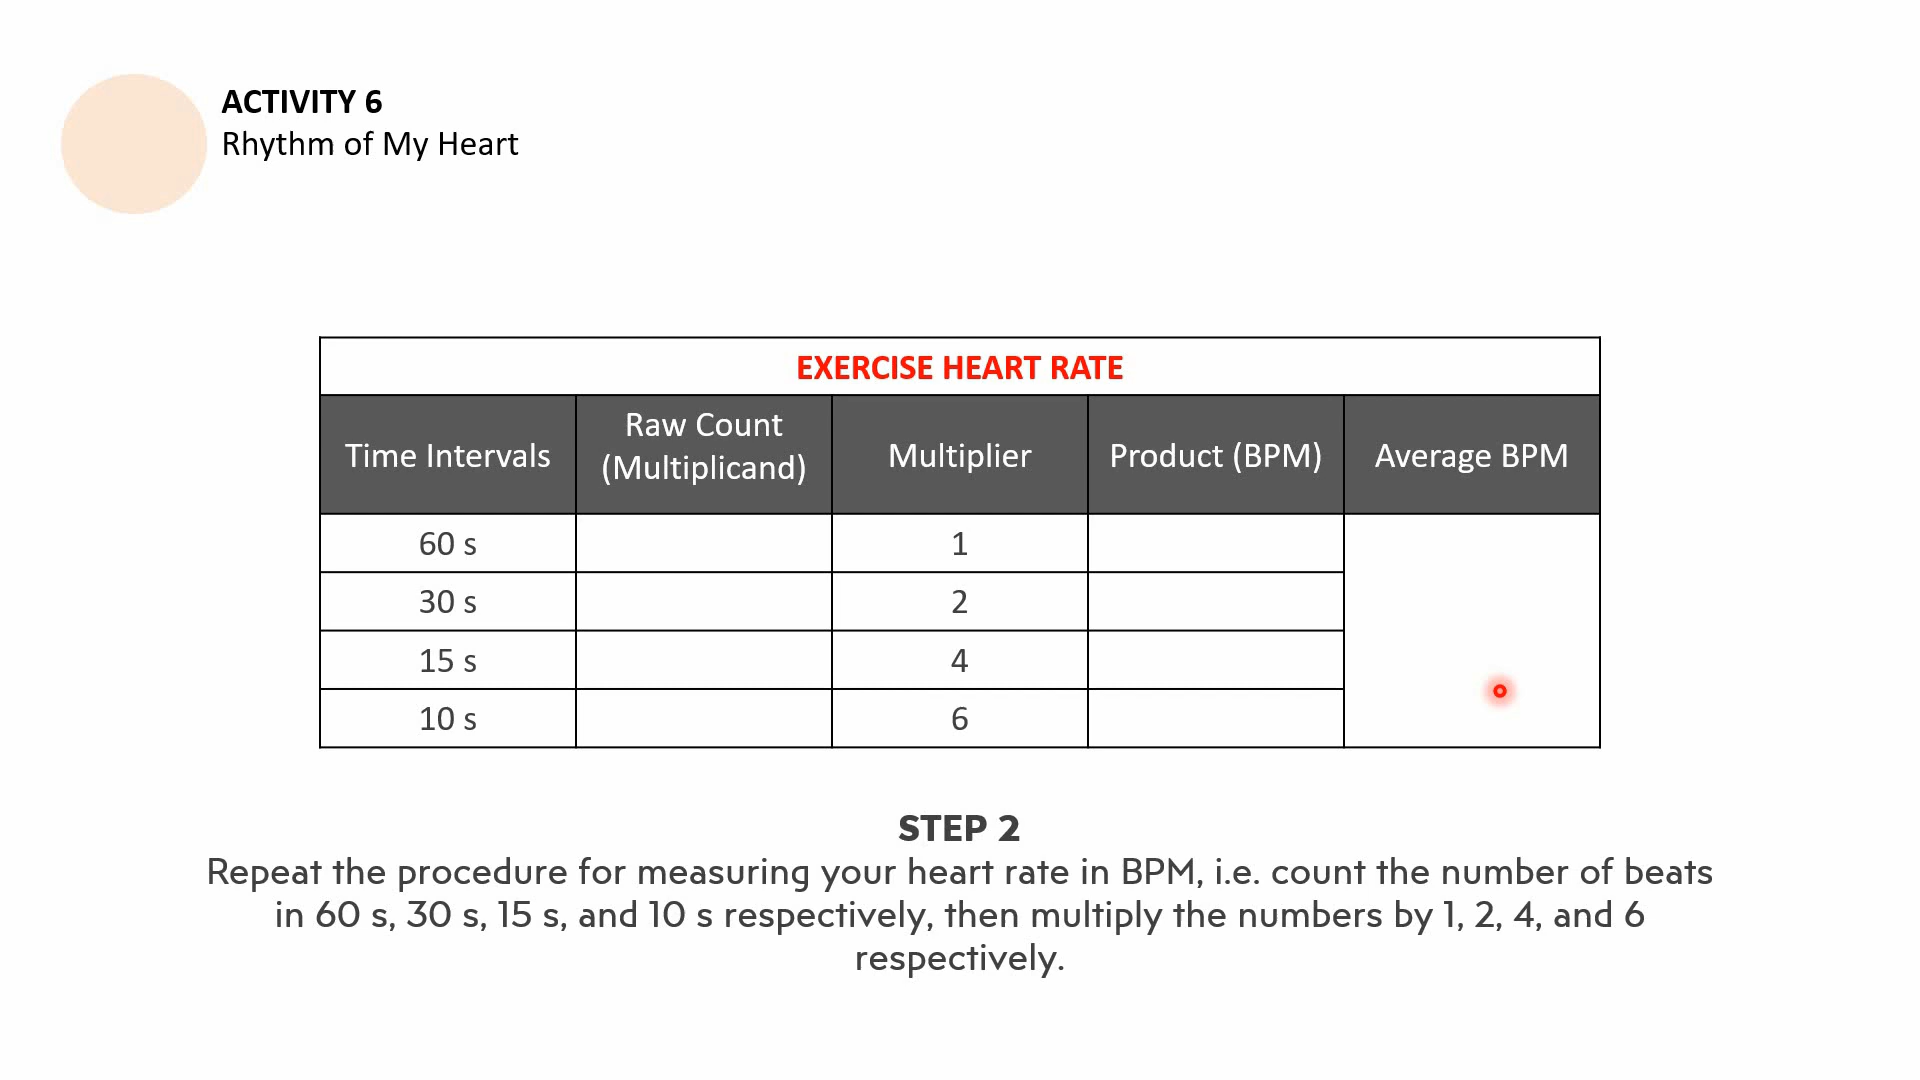 ACTIVITY 6
Rhythm of My Heart
EXERCISE HEART RATE
Time Intervals
Raw Count
(Multiplicand)
Multiplier
Product (BPM)
Average BPM
60 s
1
30 s
2
15 s
4
10 s
6
STEP 2
Repeat the procedure for measuring your heart rate in BPM, i.e. count the number of beats
in 60 s, 30 s, 15 s, and 10 s respectively, then multiply the numbers by 1, 2, 4, and 6
respectively.